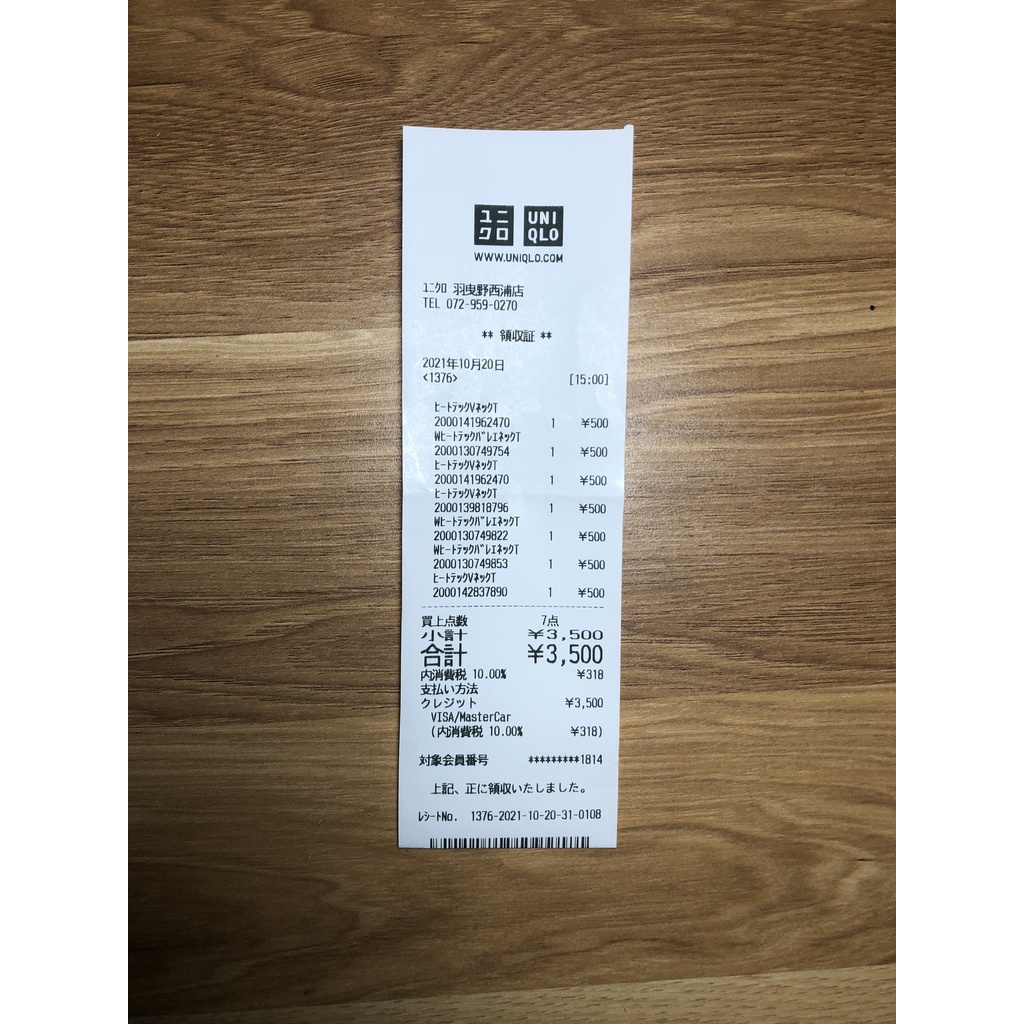 ユニ
クロ
UNI
QLO
WWW.UNIQLO.COM
ﾕﾆｸﾛ 羽曳野西浦店
TEL 072-959-0270
** 領収証 **
2021年10月20日
<1376> [15:00]
ﾋｰﾄﾃｯｸVﾈｯｸT
2000141962470 1 ¥500
WﾋｰﾄﾃｯｸﾊﾞﾚｴﾈｯｸT
2000130749754 1 ¥500
ﾋｰﾄﾃｯｸVﾈｯｸT
2000141962470 1 ¥500
ﾋｰﾄﾃｯｸVﾈｯｸT
2000139818796 1 ¥500
WﾋｰﾄﾃｯｸﾊﾞﾚｴﾈｯｸT
2000130749822 1 ¥500
WﾋｰﾄﾃｯｸﾊﾞﾚｴﾈｯｸT
2000130749853 1 ¥500
ﾋｰﾄﾃｯｸVﾈｯｸT
2000142837890 1 ¥500
買上点数 7点
小計 ¥3,500
合計 ¥3,500
内消費税 10.00% ¥318
支払い方法
クレジット ¥3,500
VISA/MasterCar
(内消費税 10.00% ¥318)
対象会員番号 *********1814
上記、正に領収いたしました。
ﾚｼｰﾄNo. 1376-2021-10-20-31-0108